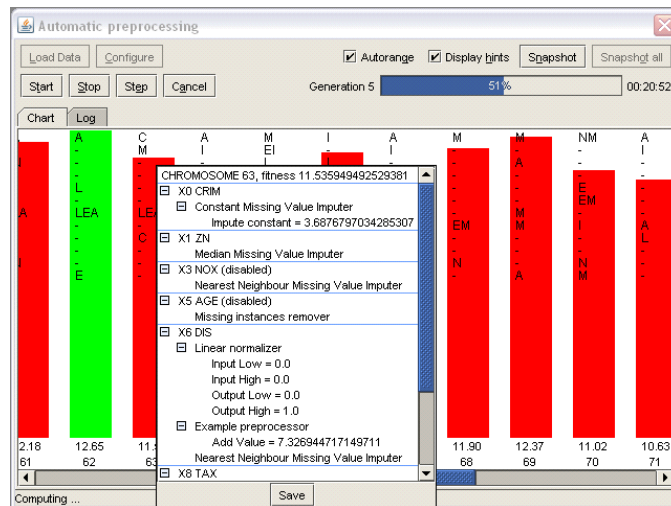 Automatic preprocessing
Load Data Configure Autorange Display hints Snapshot Snapshot all
Start Stop Step Cancel Generation 5 51% 00:20:52
Chart Log
CHROMOSOME 63, fitness 11.535949492529381
X0 CRIM
Constant Missing Value Imputer
Impute constant = 3.6876797034285307
X1 ZN
Median Missing Value Imputer
X3 NOX (disabled)
Nearest Neighbour Missing Value Imputer
X5 AGE (disabled)
Missing instances remover
X6 DIS
Linear normalizer
Input Low = 0.0
Input High = 0.0
Output Low = 0.0
Output High = 1.0
Example preprocessor
Add Value = 7.326944717149711
Nearest Neighbour Missing Value Imputer
X8 TAX
Save
2.18 12.65 11. 11.90 12.37 11.02 10.63
61 62 63 68 69 70 71
Computing ...